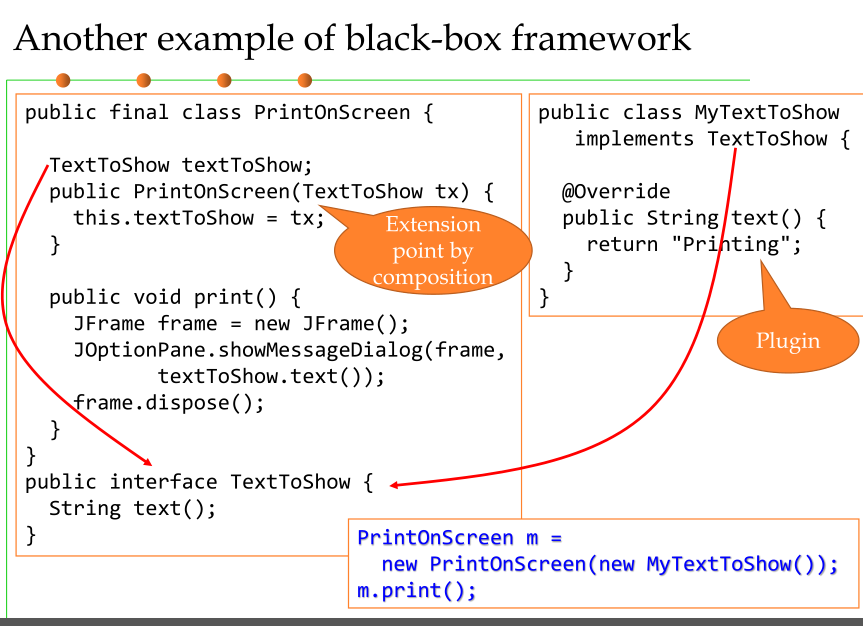 Another example of black-box framework
public final class PrintOnScreen {
TextToShow textToShow;
public PrintOnScreen(TextToShow tx) {
this.textToShow = tx;
}
Extension
point by
composition
public void print() {
JFrame frame = new JFrame();
JOptionPane.showMessageDialog(frame,
textToShow.text());
frame.dispose();
}
}
public interface TextToShow {
String text();
}
public class MyTextToShow
implements TextToShow {
@Override
public String text() {
return "Printing";
}
}
Plugin
PrintOnScreen m =
new PrintOnScreen(new MyTextToShow());
m.print();